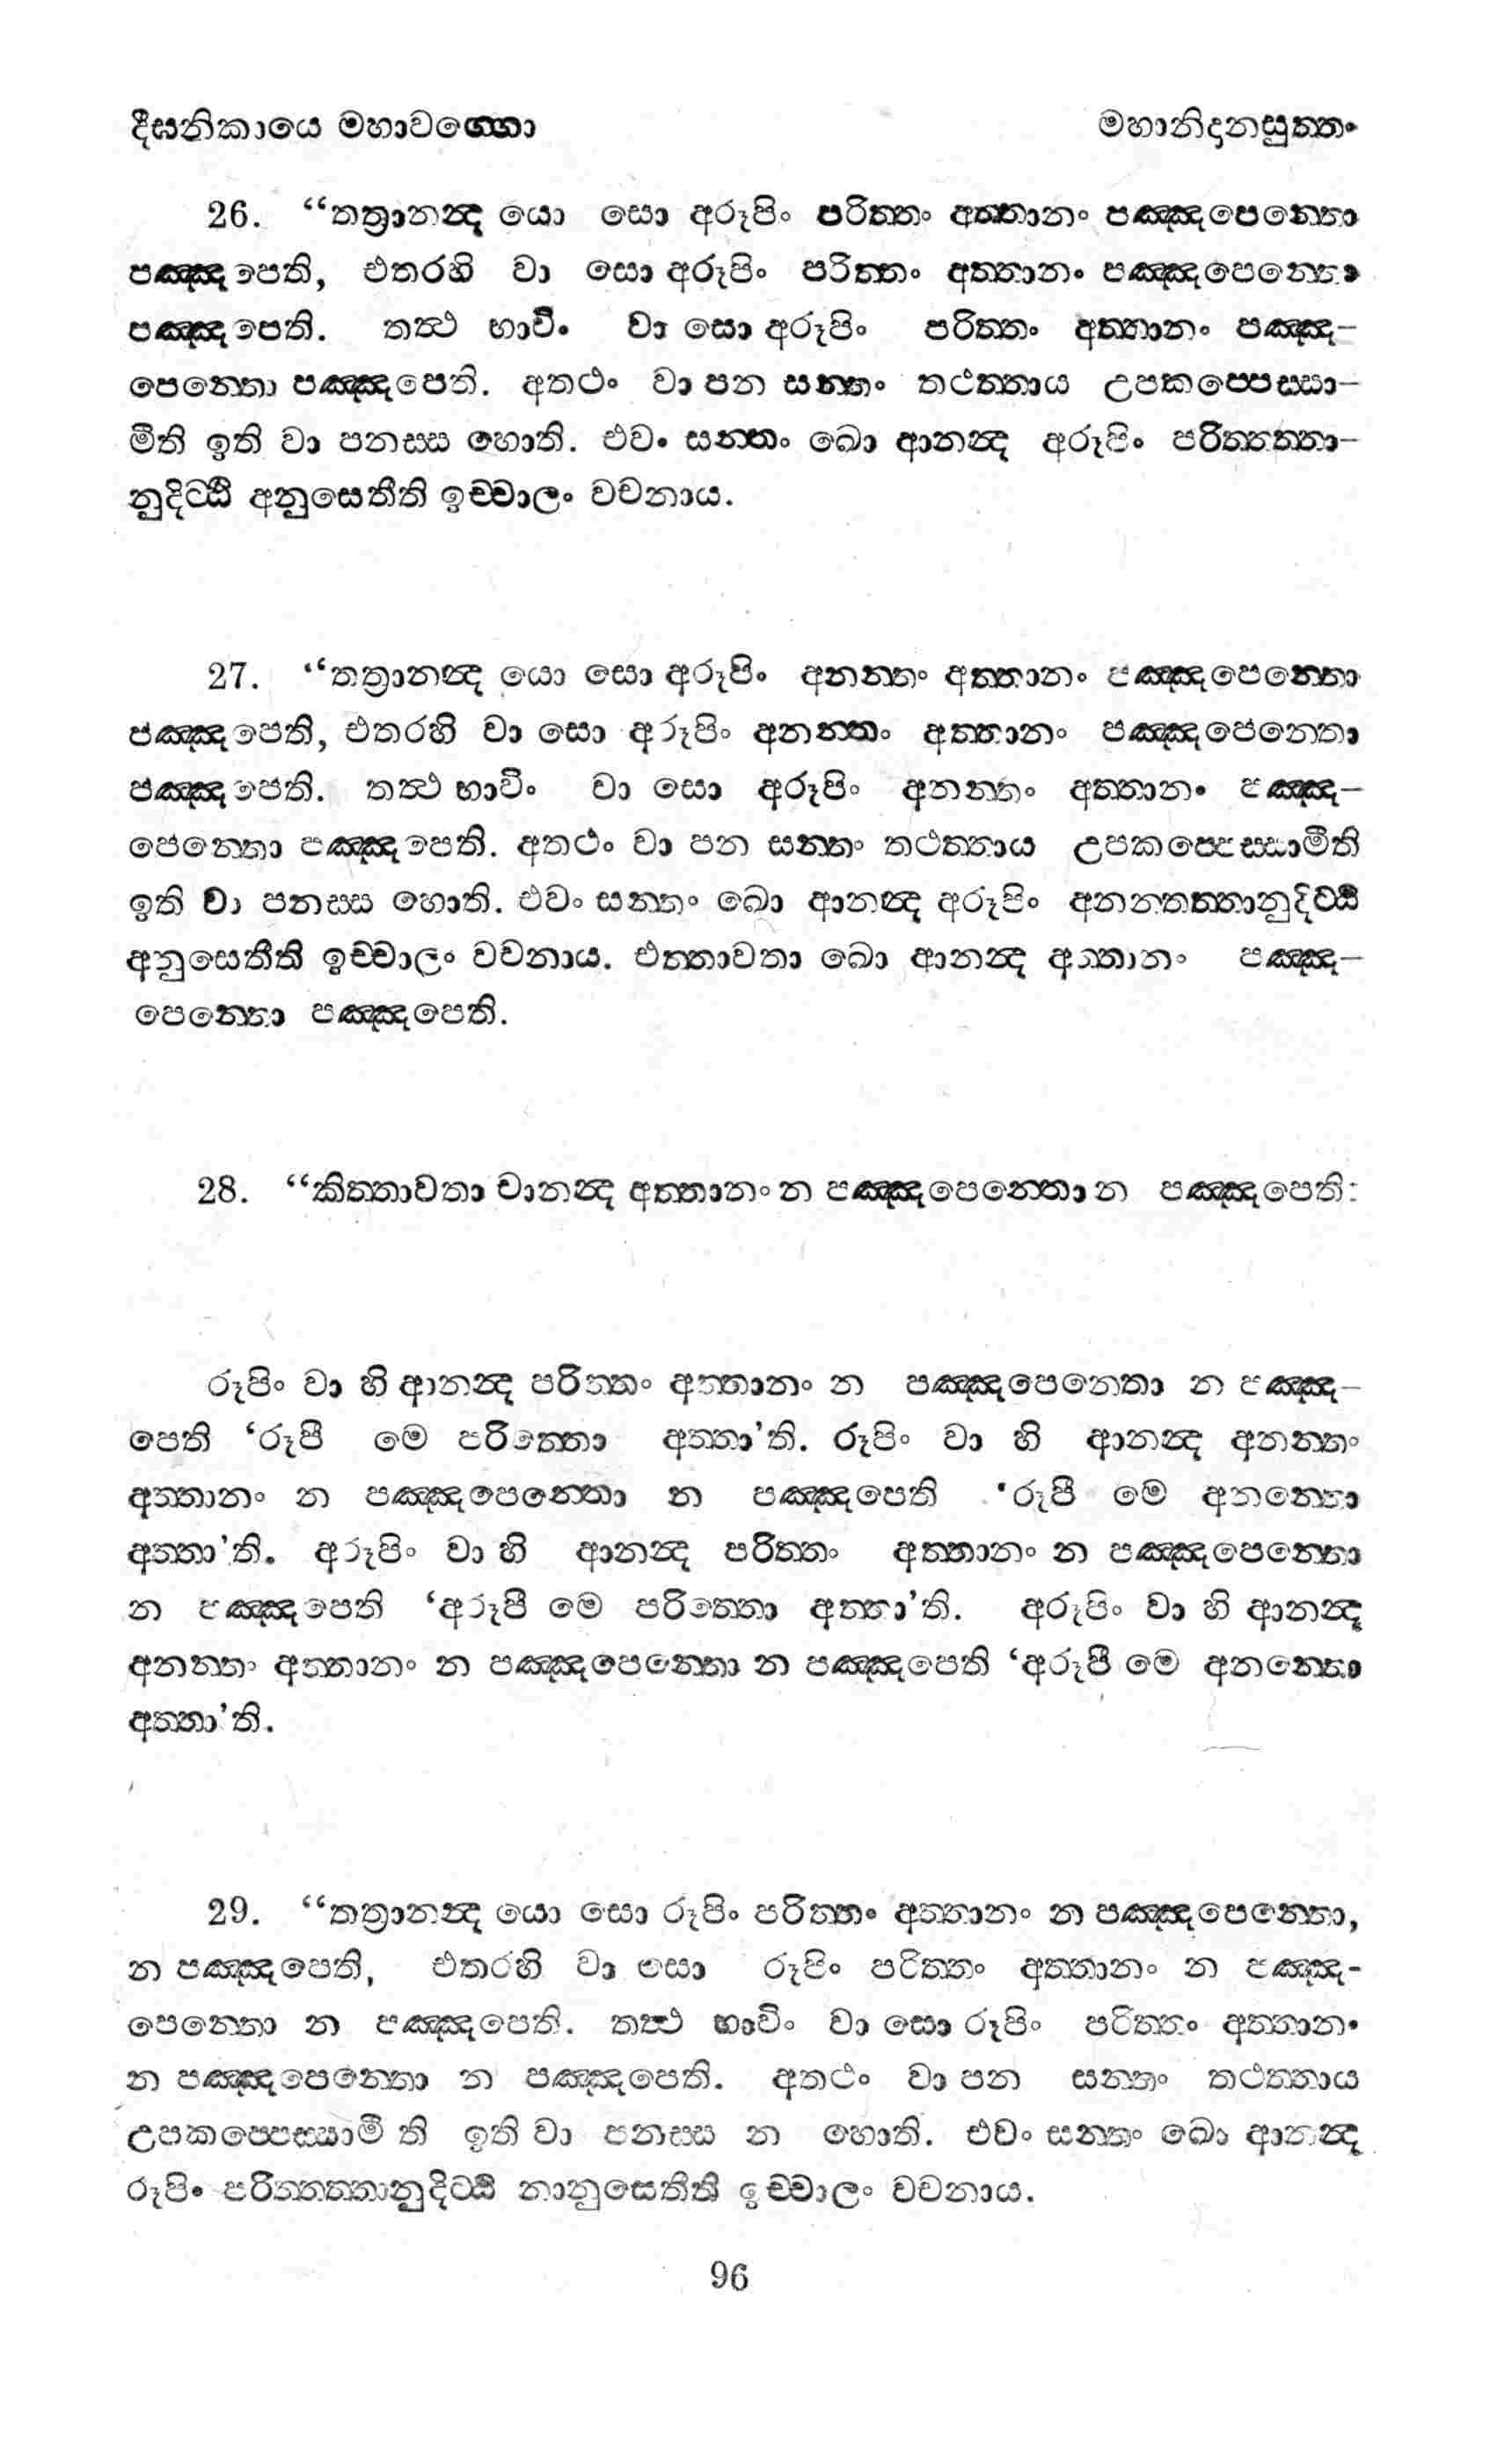 දීඝනිකායෙ මහාවග්ගො මහානිදානසුත්තං
26. “තත්‍රානන්ද යො සො අරූපිං පරිත්තං අත්තානං පඤ්ඤපෙන්තො
පඤ්ඤපෙති, එතරහි වා සො අරූපිං පරිත්තං අත්තානං පඤ්ඤපෙන්තො
පඤ්ඤපෙති. තත්‍ථ භාවිං වා සො අරූපිං පරිත්තං අත්තානං පඤ්ඤ-
පෙන්තො පඤ්ඤපෙති. අතථං වා පන සන්තං තථත්තාය උපකප්පෙස්සා-
මීති ඉති වා පනස්ස හොති. එවං සන්තං ඛො ආනන්ද අරූපිං පරිත්තත්තා-
නුදිට්ඨි අනුසෙතීති ඉච්චාලං වචනාය.
27. “තත්‍රානන්ද යො සො අරූපිං අනන්තං අත්තානං පඤ්ඤපෙන්තො
පඤ්ඤපෙති, එතරහි වා සො අරූපිං අනන්තං අත්තානං පඤ්ඤපෙන්තො
පඤ්ඤපෙති. තත්‍ථ භාවිං වා සො අරූපිං අනන්තං අත්තානං පඤ්ඤ-
පෙන්තො පඤ්ඤපෙති. අතථං වා පන සන්තං තථත්තාය උපකප්පෙස්සාමීති
ඉති වා පනස්ස හොති. එවං සන්තං ඛො ආනන්ද අරූපිං අනන්තත්තානුදිට්ඨි
අනුසෙතීති ඉච්චාලං වචනාය. එත්තාවතා ඛො ආනන්ද අත්තානං පඤ්ඤ-
පෙන්තො පඤ්ඤපෙති.
28. “කිත්තාවතා චානන්ද අත්තානං න පඤ්ඤපෙන්තො න පඤ්ඤපෙති:
රූපිං වා හි ආනන්ද පරිත්තං අත්තානං න පඤ්ඤපෙන්තො න පඤ්ඤ-
පෙති ‘රූපී මෙ පරිත්තො අත්තා’ති. රූපිං වා හි ආනන්ද අනන්තං
අත්තානං න පඤ්ඤපෙන්තො න පඤ්ඤපෙති ‘රූපී මෙ අනන්තො
අත්තා’ති. අරූපිං වා හි ආනන්ද පරිත්තං අත්තානං න පඤ්ඤපෙන්තො
න පඤ්ඤපෙති ‘අරූපී මෙ පරිත්තො අත්තා’ති. අරූපිං වා හි ආනන්ද
අනන්තං අත්තානං න පඤ්ඤපෙන්තො න පඤ්ඤපෙති ‘අරූපී මෙ අනන්තො
අත්තා’ති.
29. “තත්‍රානන්ද යො සො රූපිං පරිත්තං අත්තානං න පඤ්ඤපෙන්තො,
න පඤ්ඤපෙති, එතරහි වා සො රූපිං පරිත්තං අත්තානං න පඤ්ඤ-
පෙන්තො න පඤ්ඤපෙති. තත්‍ථ භාවිං වා සො රූපිං පරිත්තං අත්තානං
න පඤ්ඤපෙන්තො න පඤ්ඤපෙති. අතථං වා පන සන්තං තථත්තාය
උපකප්පෙස්සාමී ති ඉති වා පනස්ස න හොති. එවං සන්තං ඛො ආනන්ද
රූපිං පරිත්තත්තානුදිට්ඨි නානුසෙතීති ඉච්චාලං වචනාය.
96